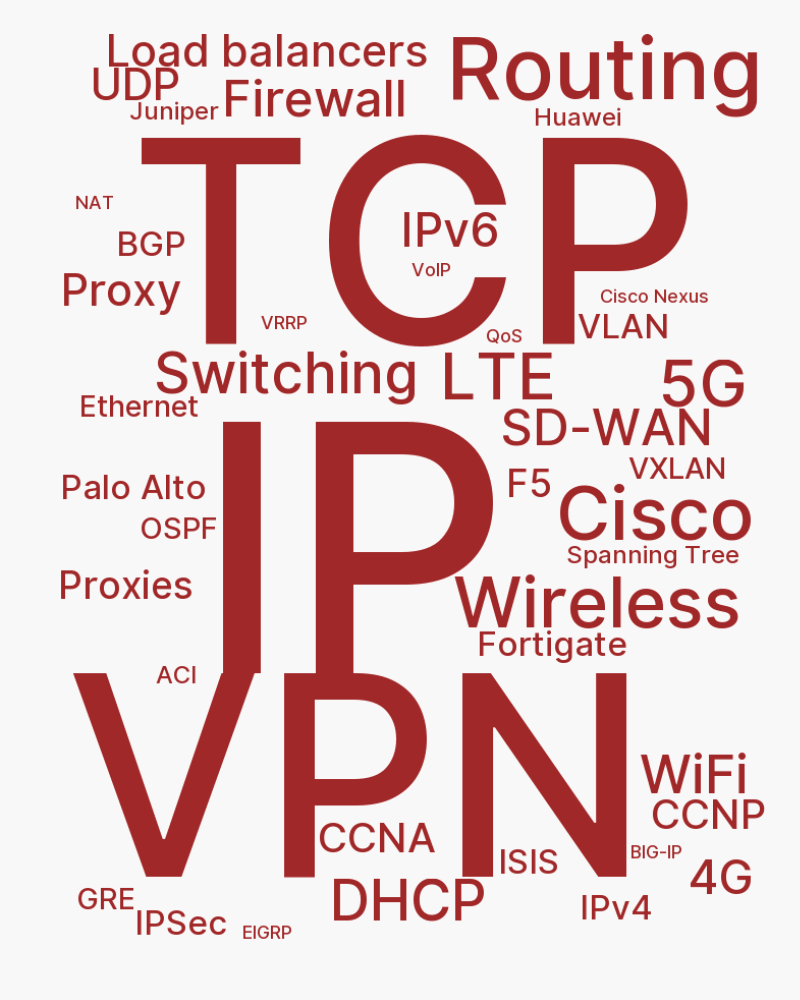 Load balancers
Routing
UDP
Firewall
Juniper
Huawei
TCP
NAT
IPv6
BGP
VoIP
Proxy
Cisco Nexus
VRRP
VLAN
QoS
Switching
LTE
5G
Ethernet
SD-WAN
IP
VXLAN
Palo Alto
F5
Cisco
OSPF
Spanning Tree
Proxies
Wireless
Fortigate
ACI
VPN
WiFi
CCNP
CCNA
BIG-IP
ISIS
4G
GRE
DHCP
IPv4
IPSec
EIGRP